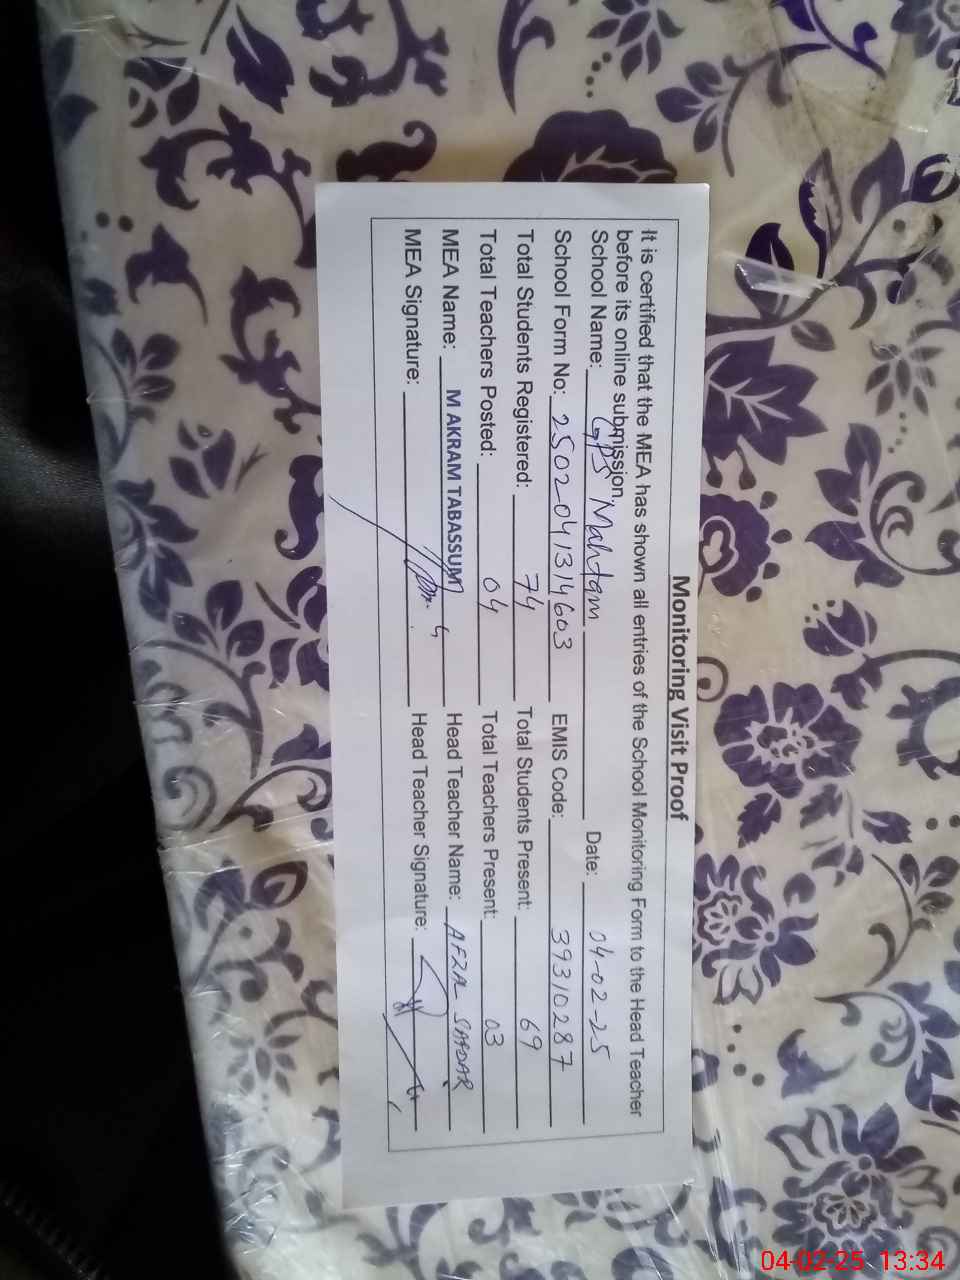 Monitoring Visit Proof
It is certified that the MEA has shown all entries of the School Monitoring Form to the Head Teacher
before its online submission.
School Name: GPS Mahtam Date: 04-02-25
School Form No: 2502041314603 EMIS Code: 39310287
Total Students Registered: 74 Total Students Present: 69
Total Teachers Posted: 04 Total Teachers Present: 03
MEA Name: M AKRAM TABASSUM Head Teacher Name: AFZAL SAFDAR
MEA Signature: Head Teacher Signature:
04-02-25 13:34